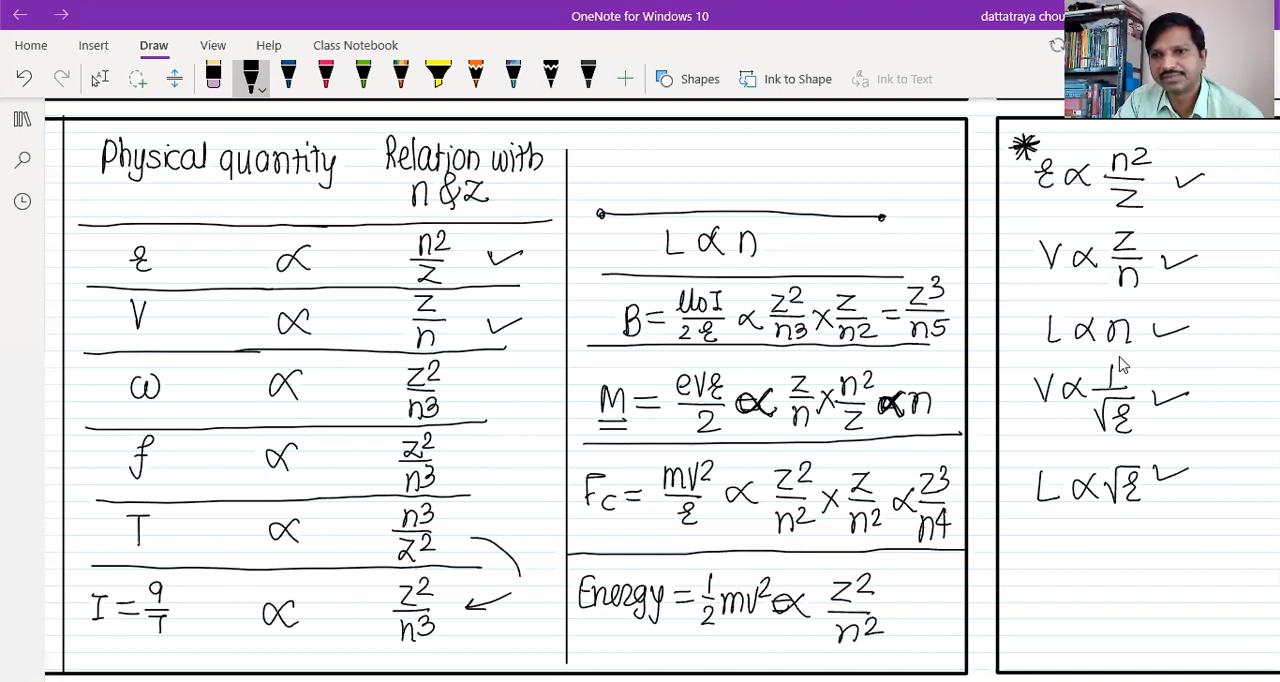 OneNote for Windows 10
dattatraya chou
Home Insert Draw View Help Class Notebook
Shapes Ink to Shape Ink to Text
Physical quantity Relation with n & z
r ∝ n2/z ✓
V ∝ z/n ✓
ω ∝ z2/n3
f ∝ z2/n3
T ∝ n3/z2
I = q/T ∝ z2/n3
L ∝ n
B = μ0I/2r ∝ z2/n3 × z/n2 = z3/n5
M = eVr/2 ∝ z/n × n2/z ∝ n
Fc = mv2/r ∝ z2/n2 × z/n2 ∝ z3/n4
Energy = 1/2 mv2 ∝ z2/n2
* r ∝ n2/z ✓
V ∝ z/n ✓
L ∝ n ✓
V ∝ 1/√r ✓
L ∝ √r ✓